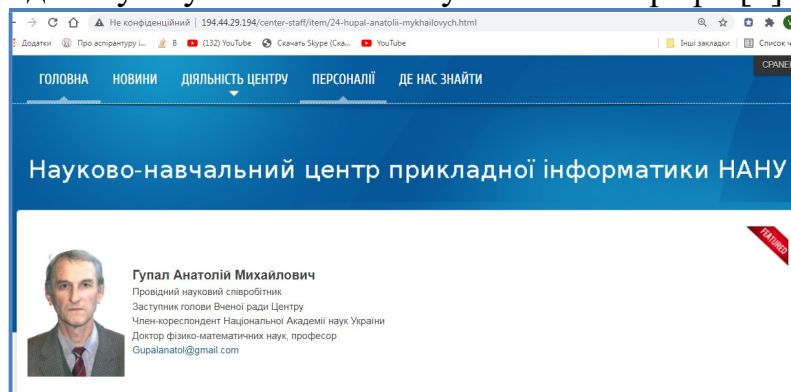 Не конфіденційний | 194.44.29.194/center-staff/item/24-hupal-anatolii-mykhailovych.html
Додатки Про аспірантуру і... В (132) YouTube Скачать Skype (Ска... YouTube Інші закладки Список
CPANEL
ГОЛОВНА НОВИНИ ДІЯЛЬНІСТЬ ЦЕНТРУ ПЕРСОНАЛІЇ ДЕ НАС ЗНАЙТИ
Науково-навчальний центр прикладної інформатики НАНУ
FEATURED
Гупал Анатолій Михайлович
Провідний науковий співробітник
Заступник голови Вченої ради Центру
Член-кореспондент Національної Академії наук України
Доктор фізико-математичних наук, професор
Gupalanatol@gmail.com